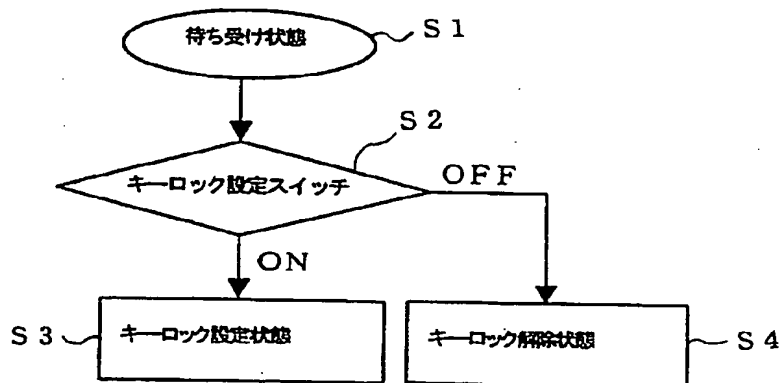 待ち受け状態
S1
S2
キーロック設定スイッチ
OFF
ON
S3
キーロック設定状態
キーロック解除状態
S4